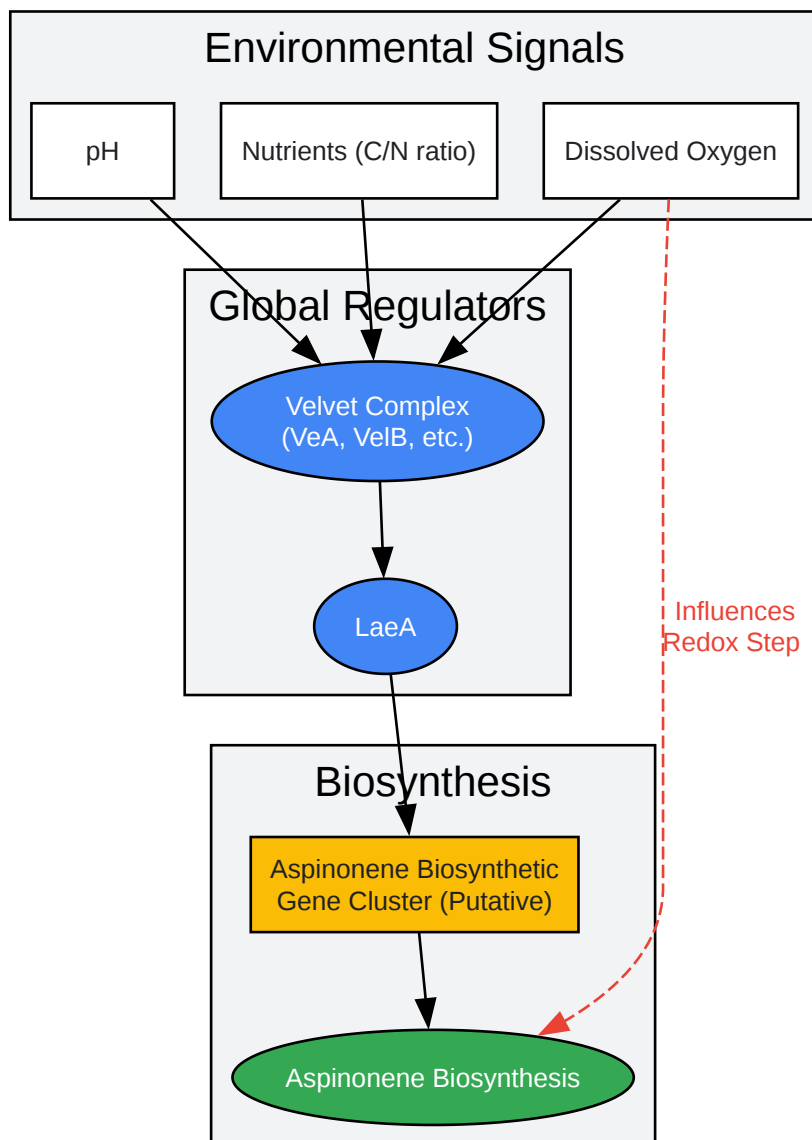 Environmental Signals
pH
Nutrients (C/N ratio)
Dissolved Oxygen
Global Regulators
Velvet Complex
(VeA, VelB, etc.)
LaeA
Influences
Redox Step
Biosynthesis
Aspinonene Biosynthetic
Gene Cluster (Putative)
Aspinonene Biosynthesis